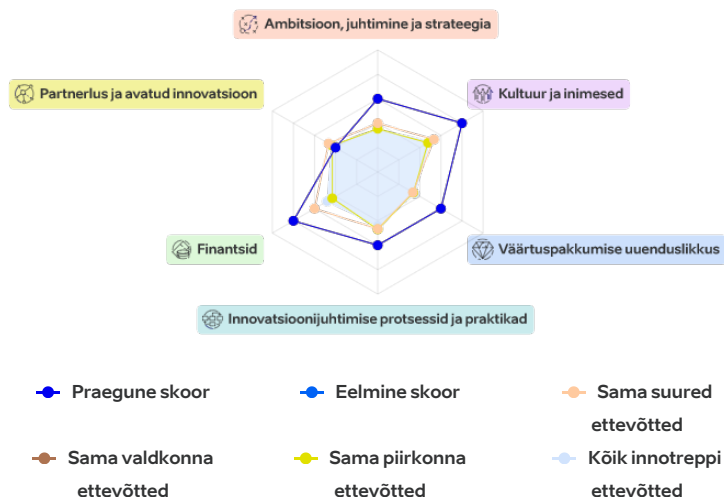 Ambitsioon, juhtimine ja strateegia
Partnerlus ja avatud innovatsioon
Kultuur ja inimesed
Finantsid
Väärtuspakkumise uuenduslikkus
Innovatsioonijuhtimise protsessid ja praktikad
Praegune skoor
Eelmine skoor
Sama suured
ettevõtted
Sama valdkonna
ettevõtted
Sama piirkonna
ettevõtted
Kõik innotreppi
ettevõtted